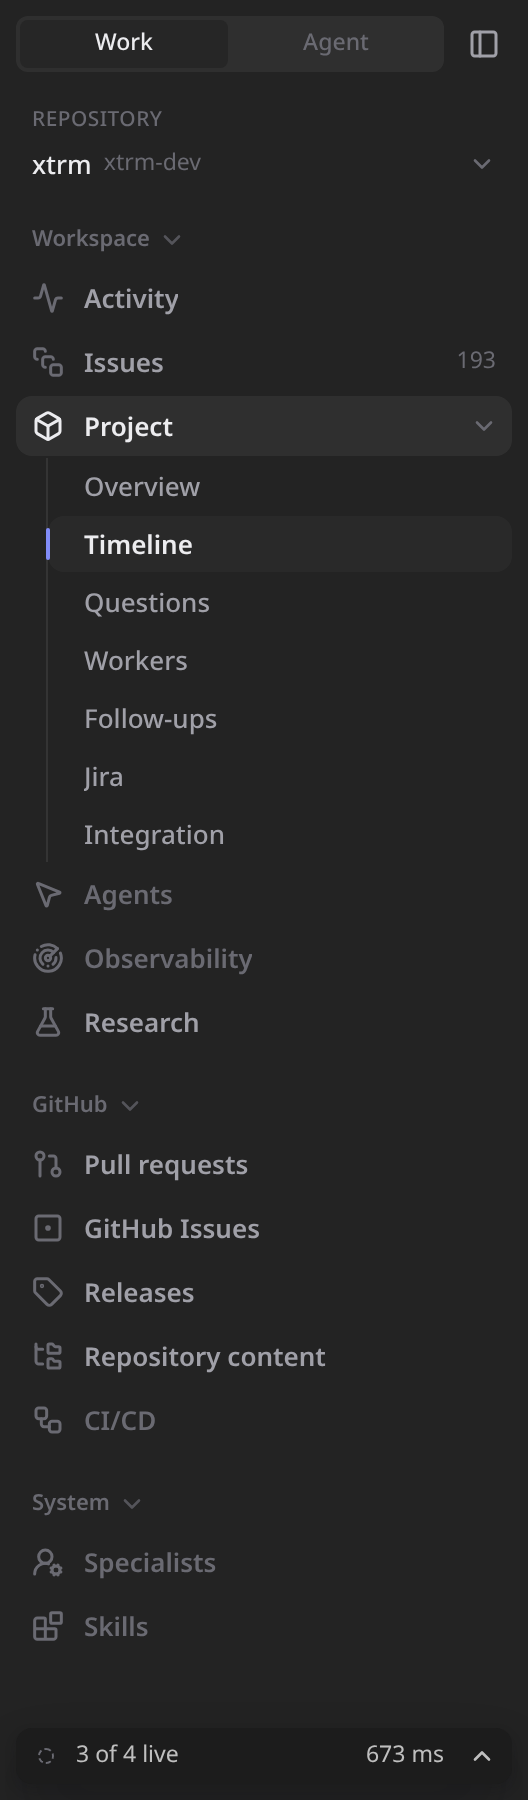 Work Agent
REPOSITORY
xtrm xtrm-dev
Workspace
Activity
Issues 193
Project
Overview
Timeline
Questions
Workers
Follow-ups
Jira
Integration
Agents
Observability
Research
GitHub
Pull requests
GitHub Issues
Releases
Repository content
CI/CD
System
Specialists
Skills
3 of 4 live 673 ms